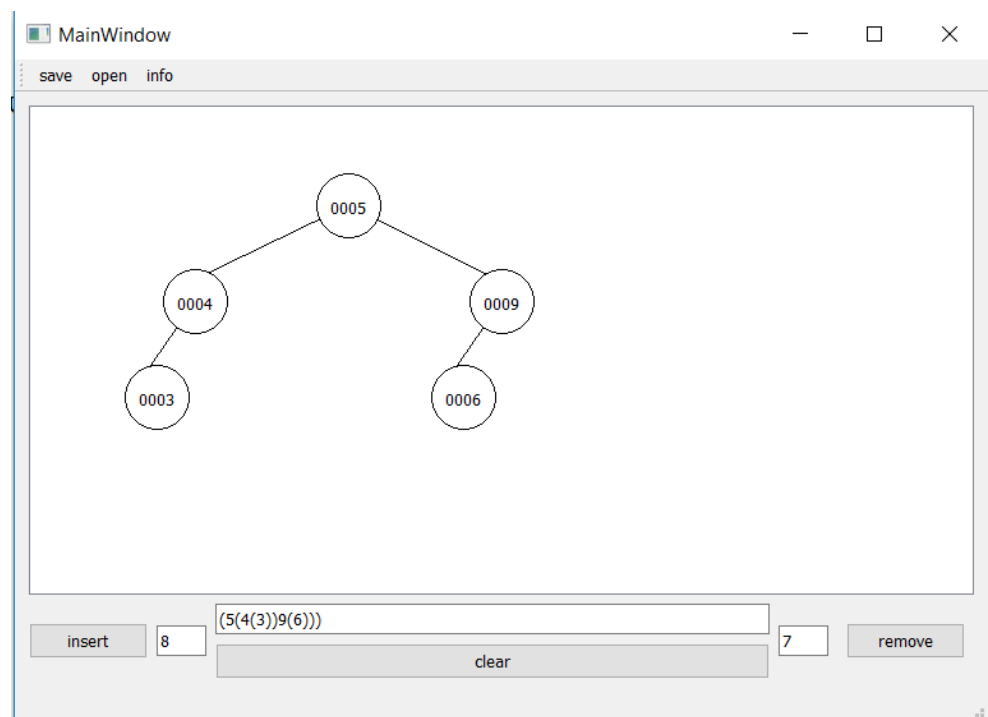 MainWindow
save open info
0005
0004 0009
0003 0006
(5(4(3))9(6)))
insert 8 7 remove
clear